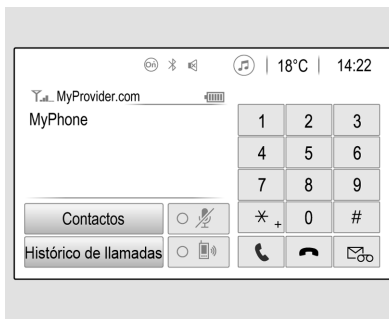 On 18°C 14:22
MyProvider.com
MyPhone
1 2 3
4 5 6
7 8 9
+ 0 #
Contactos
Histórico de llamadas